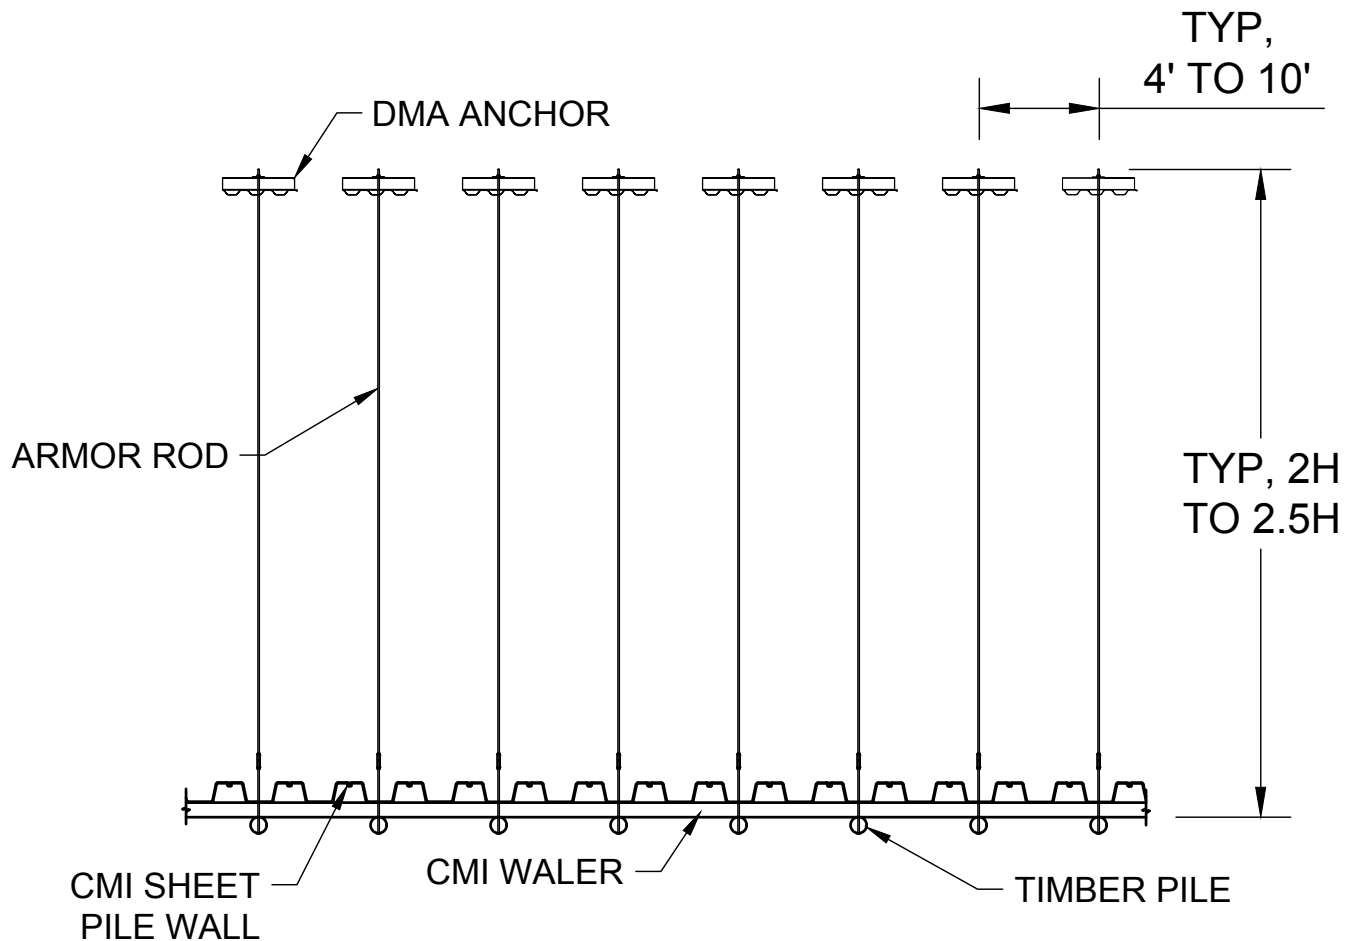 TYP,
4' TO 10'
DMA ANCHOR
ARMOR ROD
TYP, 2H
TO 2.5H
CMI WALER
CMI SHEET
PILE WALL
TIMBER PILE